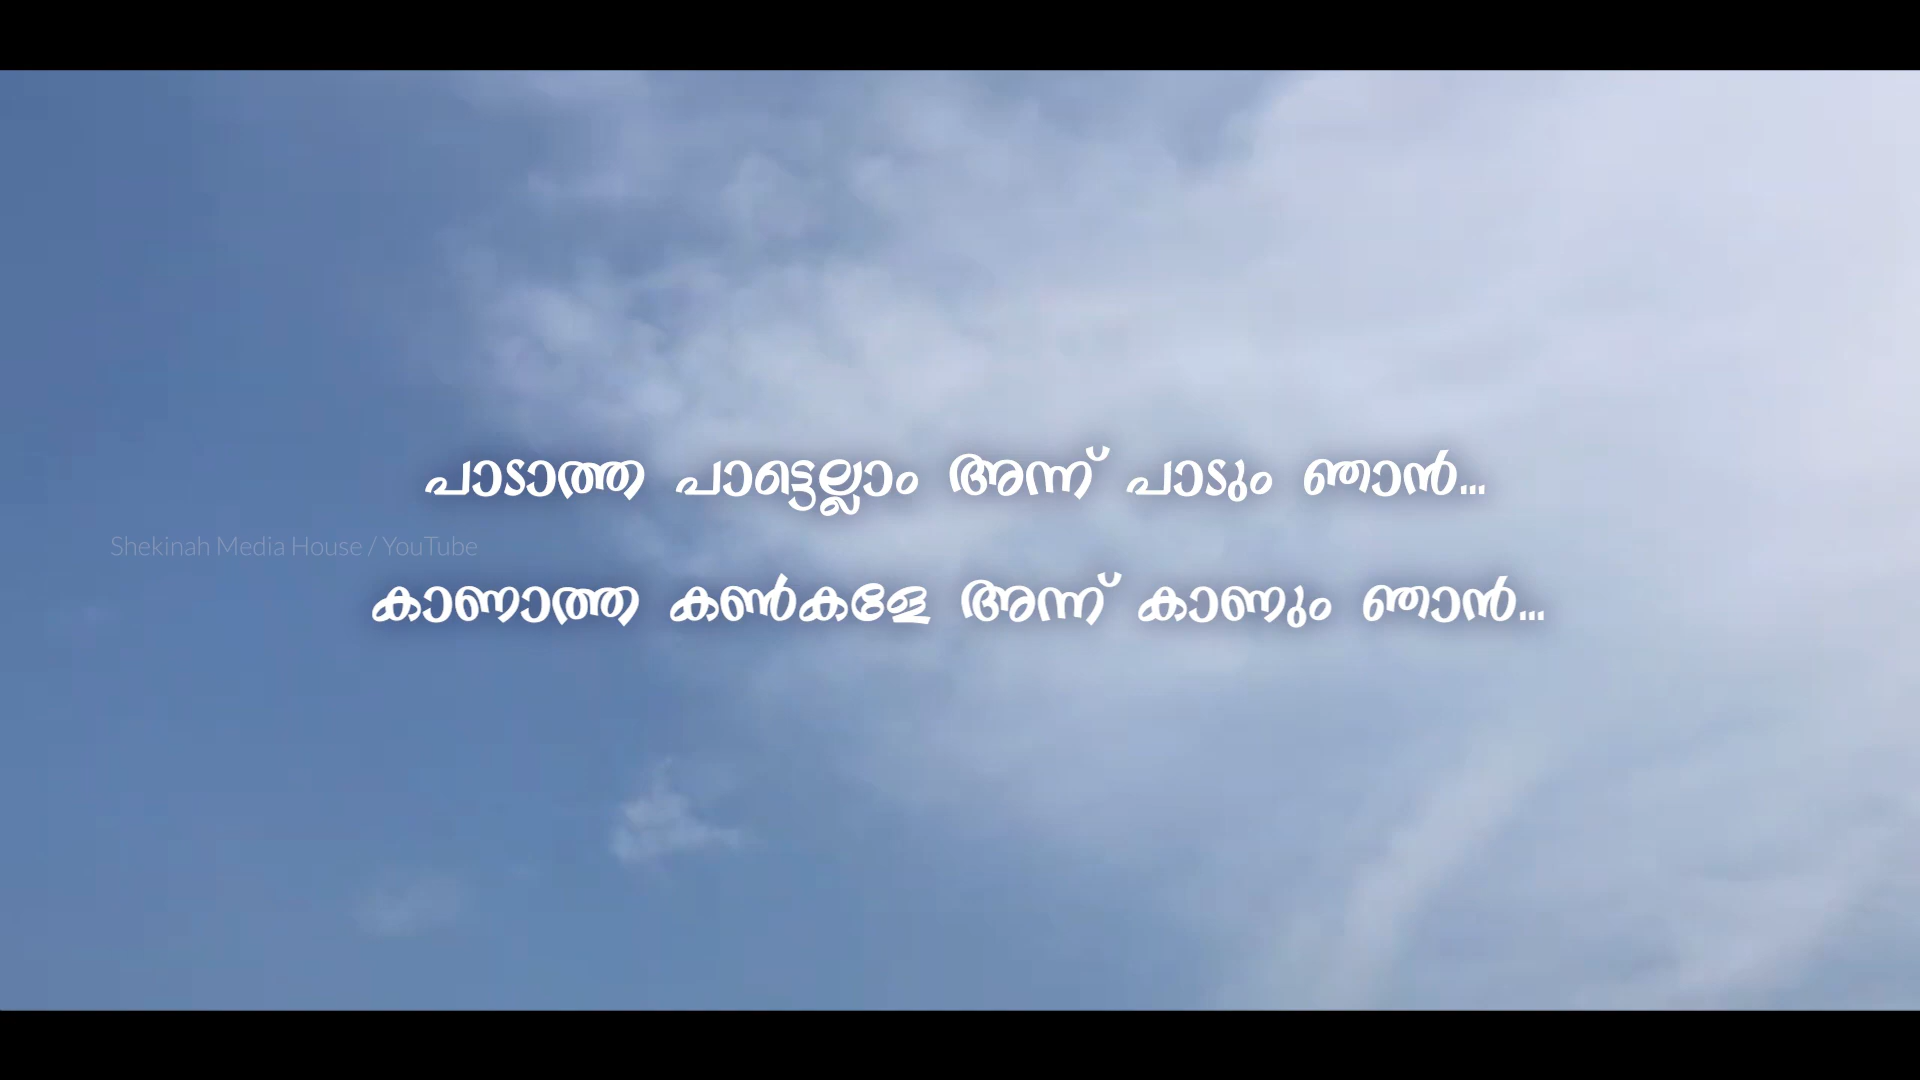 പാടാത്ത പാട്ടെല്ലാം അന്ന് പാടും ഞാൻ...
Shekinah Media House / YouTube
കാണാത്ത കൺകളേ അന്ന് കാണും ഞാൻ...